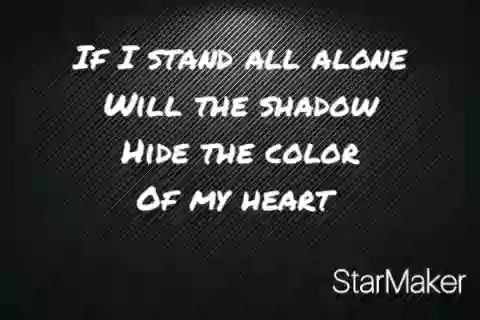 If I stand all alone
Will the shadow
Hide the color
Of my heart
StarMaker